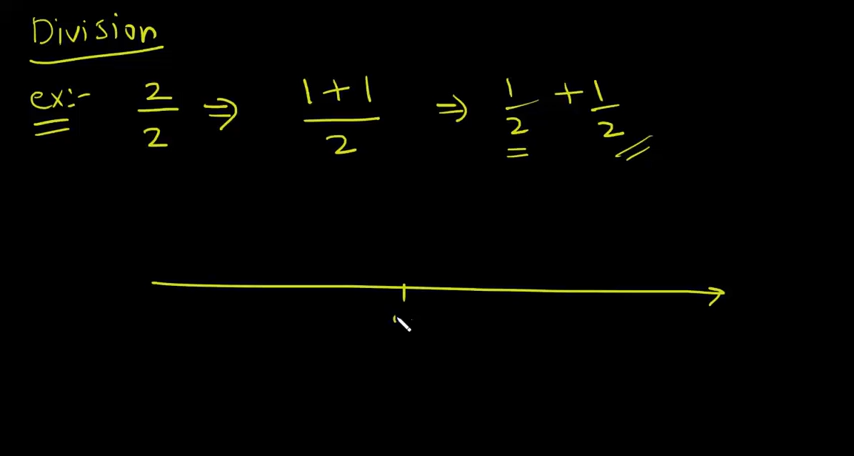 Division
ex:- 2/2 ⇒ (1+1)/2 ⇒ 1/2 + 1/2